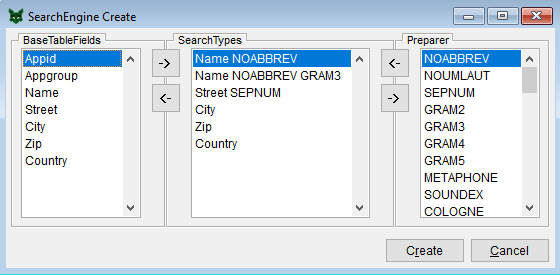 SearchEngine Create
BaseTableFields
Appid
Appgroup
Name
Street
City
Zip
Country
->
<-
SearchTypes
Name NOABBREV
Name NOABBREV GRAM3
Street SEPNUM
City
Zip
Country
<-
->
Preparer
NOABBREV
NOUMLAUT
SEPNUM
GRAM2
GRAM3
GRAM4
GRAM5
METAPHONE
SOUNDEX
COLOGNE
Create
Cancel